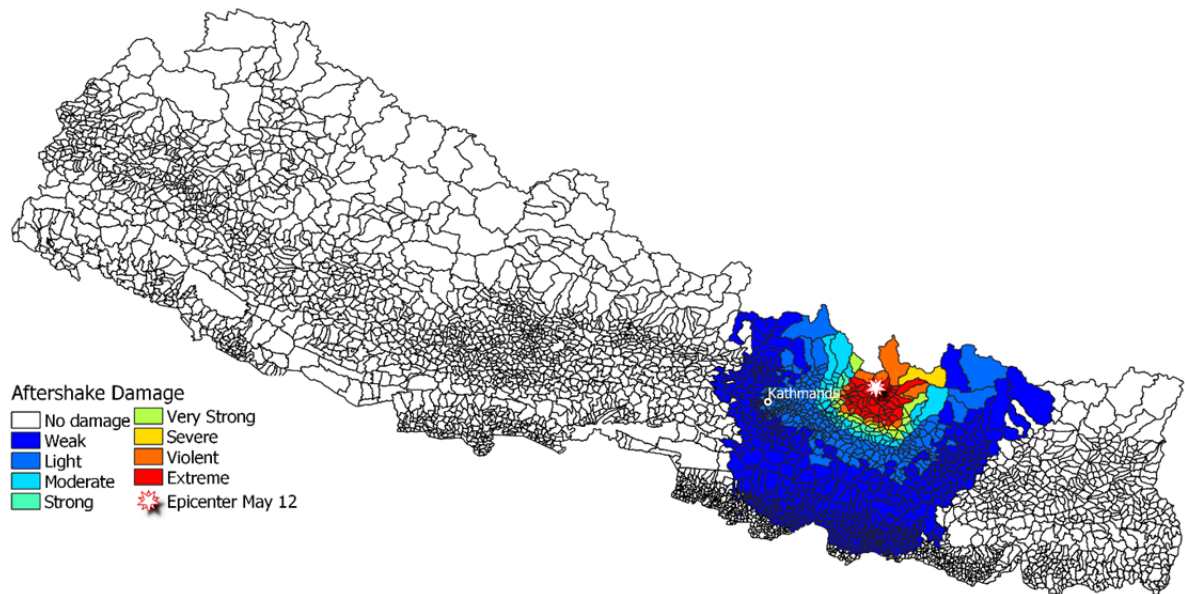 Kathmandu
Aftershake Damage
No damage
Weak
Light
Moderate
Strong
Very Strong
Severe
Violent
Extreme
Epicenter May 12